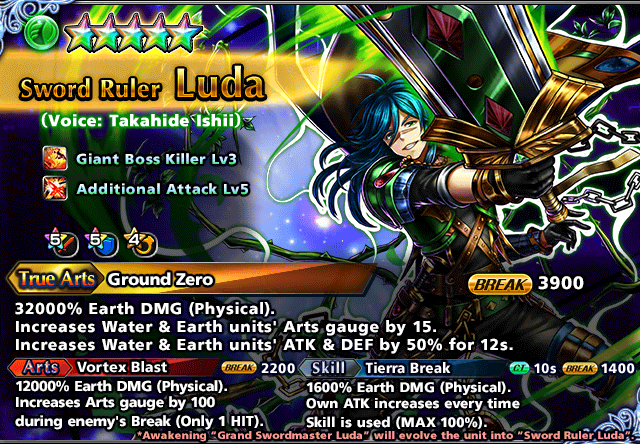 Sword Ruler Luda
(Voice: Takahide Ishii)
Giant Boss Killer Lv3
Additional Attack Lv5
5 5 4
True Arts Ground Zero BREAK 3900
32000% Earth DMG (Physical).
Increases Water & Earth units' Arts gauge by 15.
Increases Water & Earth units' ATK & DEF by 50% for 12s.
Arts Vortex Blast BREAK 2200
12000% Earth DMG (Physical).
Increases Arts gauge by 100
during enemy's Break (Only 1 HIT).
Skill Tierra Break CT 10s BREAK 1400
1600% Earth DMG (Physical).
Own ATK increases every time
Skill is used (MAX 100%).
*Awakening "Grand Swordmaster Luda" will evolve the unit into "Sword Ruler Luda".